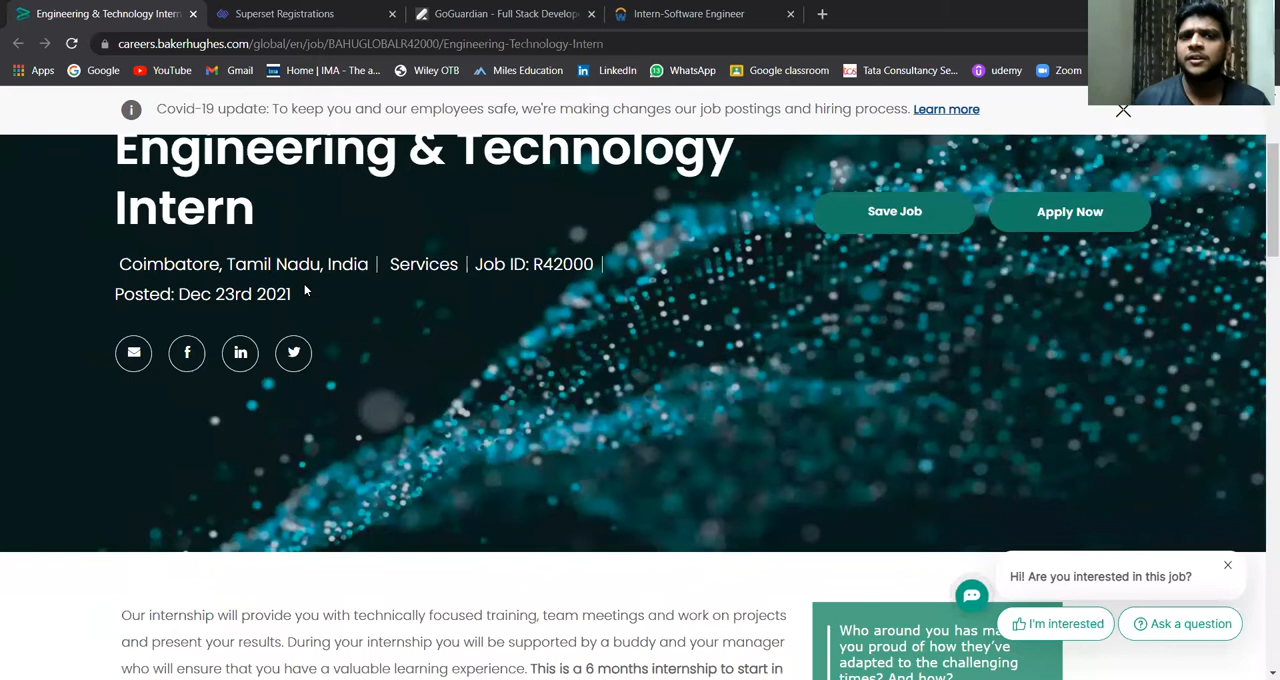 Engineering & Technology Intern
Superset Registrations
GoGuardian - Full Stack Develop
Intern-Software Engineer
careers.bakerhughes.com/global/en/job/BAHUGLOBALR42000/Engineering-Technology-Intern
Apps
Google
YouTube
Gmail
Home | IMA - The a...
Wiley OTB
Miles Education
LinkedIn
WhatsApp
Google classroom
Tata Consultancy Se...
udemy
Zoom
Covid-19 update: To keep you and our employees safe, we're making changes our job postings and hiring process. Learn more
Engineering & Technology
Intern
Save Job
Apply Now
Coimbatore, Tamil Nadu, India | Services | Job ID: R42000 |
Posted: Dec 23rd 2021
Hi! Are you interested in this job?
I'm interested
Ask a question
Our internship will provide you with technically focused training, team meetings and work on projects
and present your results. During your internship you will be supported by a buddy and your manager
who will ensure that you have a valuable learning experience. This is a 6 months internship to start in
Who around you has ma
you proud of how they've
adapted to the challenging
times? And how?